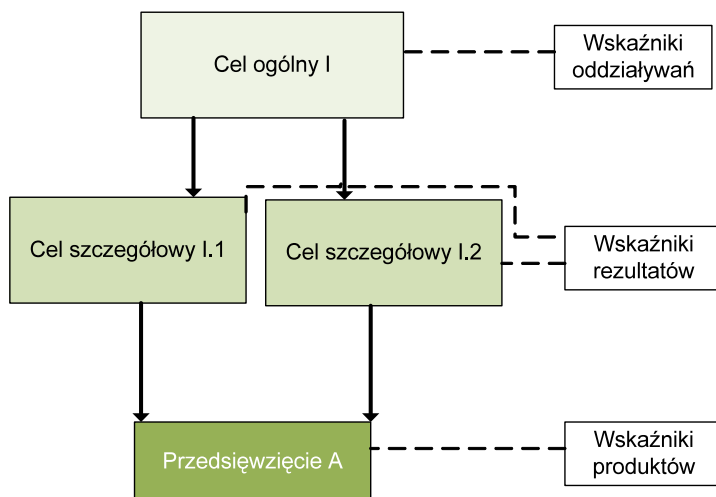 Cel ogólny I
Wskaźniki
oddziaływań
Cel szczegółowy I.1
Cel szczegółowy I.2
Wskaźniki
rezultatów
Przedsięwzięcie A
Wskaźniki
produktów